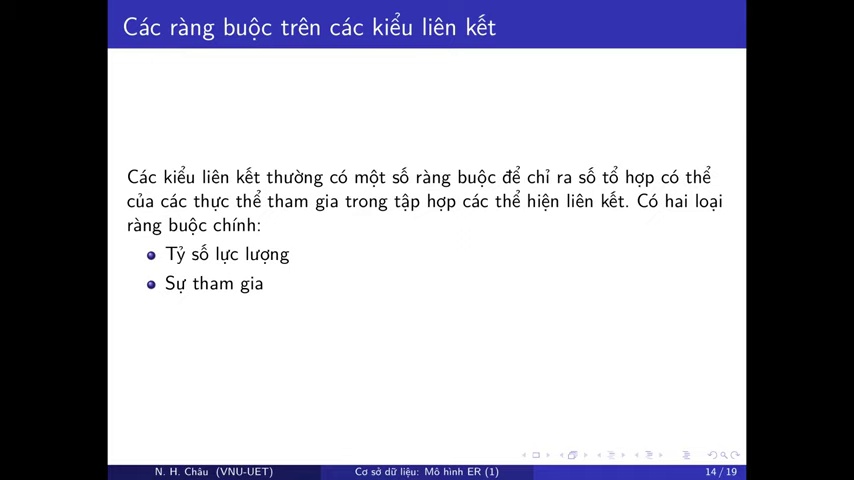 Các ràng buộc trên các kiểu liên kết
Các kiểu liên kết thường có một số ràng buộc để chỉ ra số tổ hợp có thể
của các thực thể tham gia trong tập hợp các thể hiện liên kết. Có hai loại
ràng buộc chính:
Tỷ số lực lượng
Sự tham gia
N. H. Châu (VNU-UET)
Cơ sở dữ liệu: Mô hình ER (1)
14 / 19